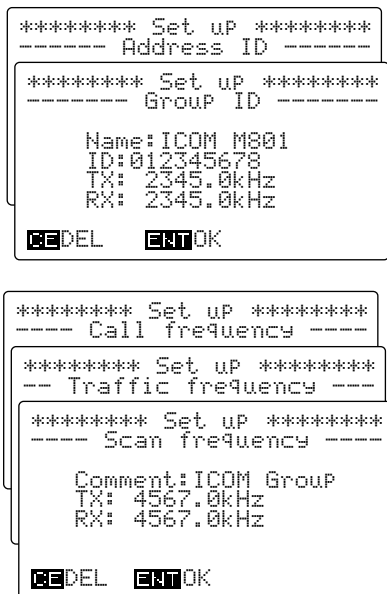 ******** Set up ********
------ Address ID ------
******** Set up ********
------- Group ID -------
Name:ICOM M801
ID:012345678
TX: 2345.0kHz
RX: 2345.0kHz
CE DEL ENT OK
******** Set up ********
---- Call frequency ----
******** Set up ********
-- Traffic frequency ---
******** Set up ********
---- Scan frequency ----
Comment:ICOM Group
TX: 4567.0kHz
RX: 4567.0kHz
CE DEL ENT OK